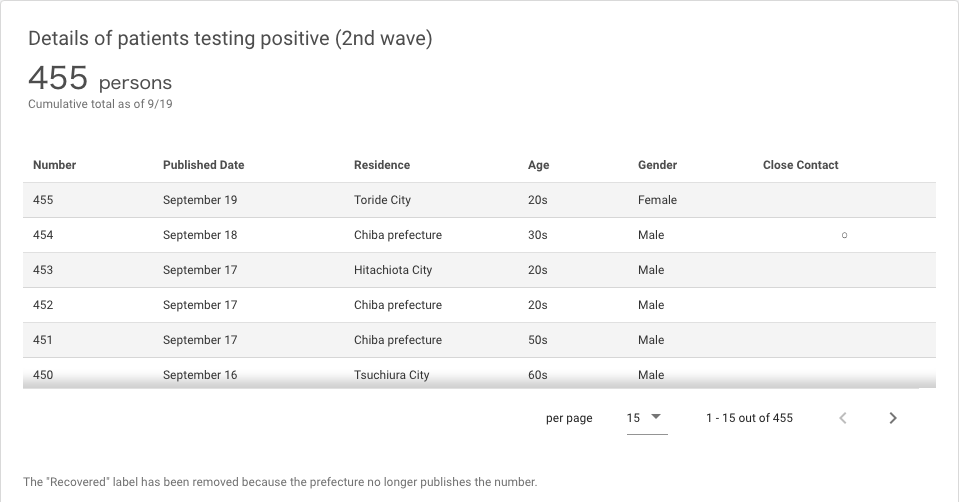 Details of patients testing positive (2nd wave)
455 persons
Cumulative total as of 9/19
Number Published Date Residence Age Gender Close Contact
455 September 19 Toride City 20s Female
454 September 18 Chiba prefecture 30s Male ○
453 September 17 Hitachiota City 20s Male
452 September 17 Chiba prefecture 20s Male
451 September 17 Chiba prefecture 50s Male
450 September 16 Tsuchiura City 60s Male
per page 15 1 - 15 out of 455
The "Recovered" label has been removed because the prefecture no longer publishes the number.